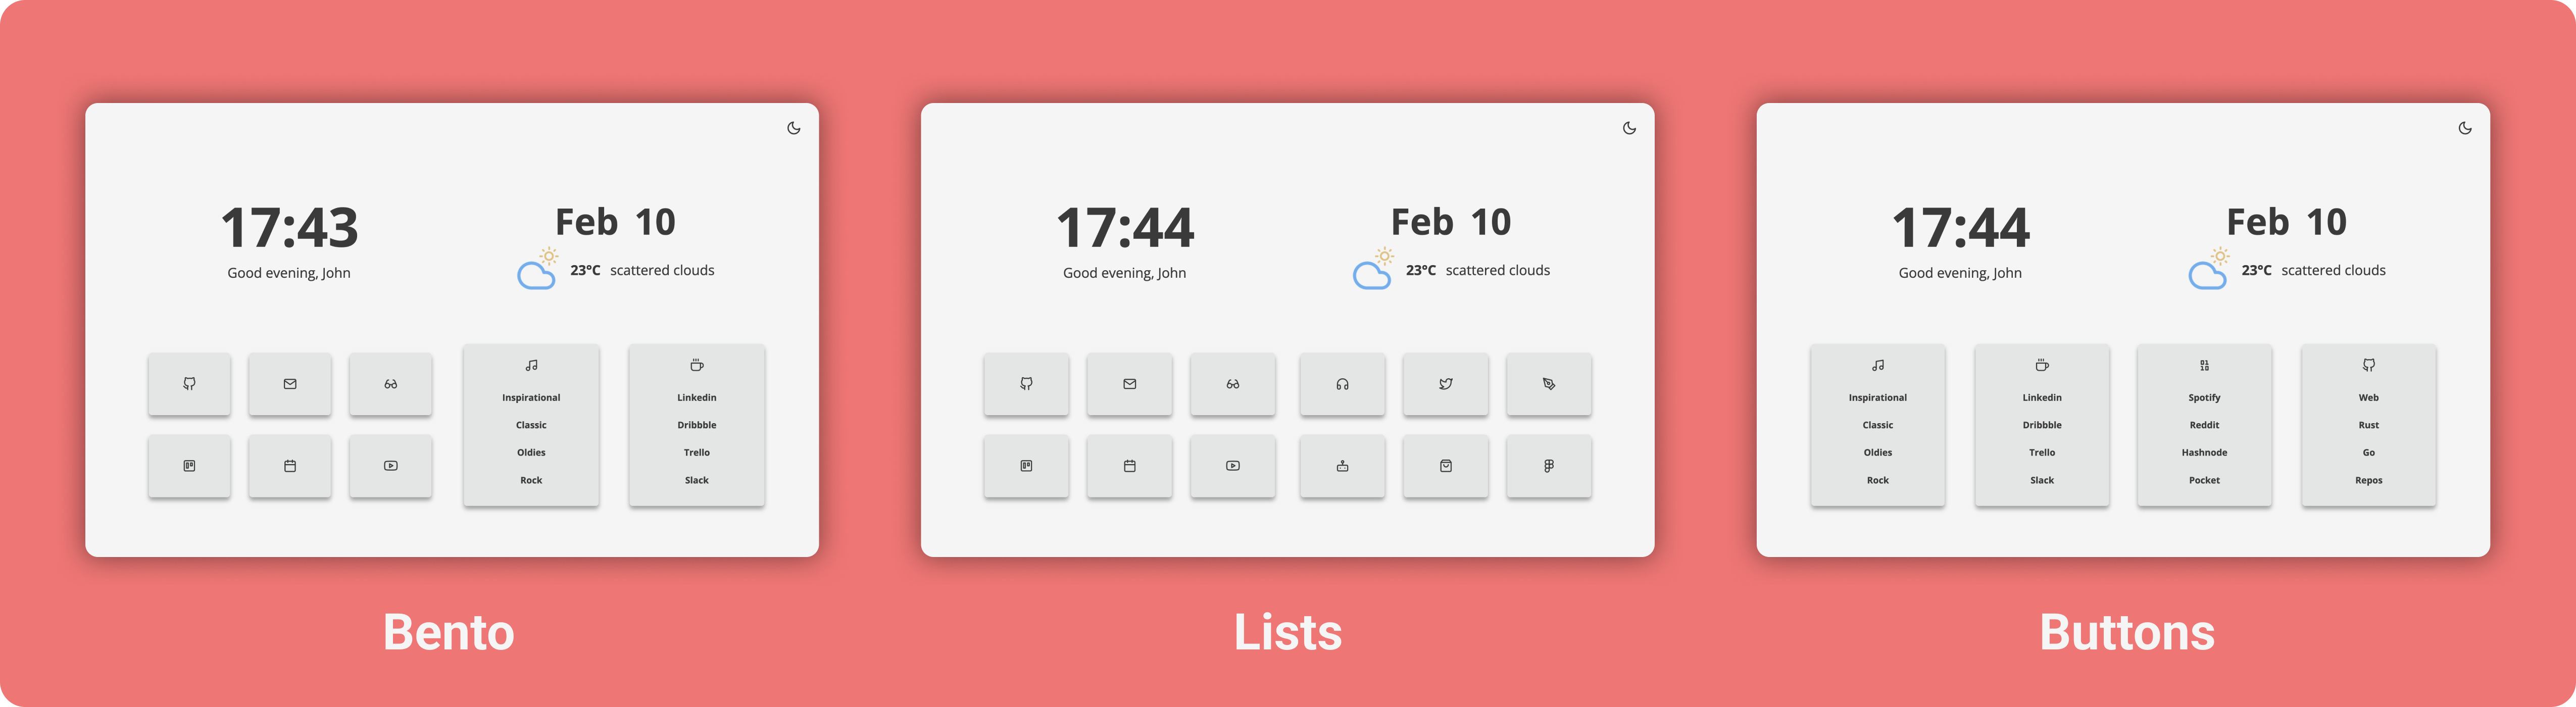 17:43
Good evening, John
Feb 10
23°C scattered clouds
Inspirational
Classic
Oldies
Rock
Linkedin
Dribbble
Trello
Slack
Bento
17:44
Good evening, John
Feb 10
23°C scattered clouds
Lists
17:44
Good evening, John
Feb 10
23°C scattered clouds
Inspirational
Classic
Oldies
Rock
Linkedin
Dribbble
Trello
Slack
Spotify
Reddit
Hashnode
Pocket
Web
Rust
Go
Repos
Buttons